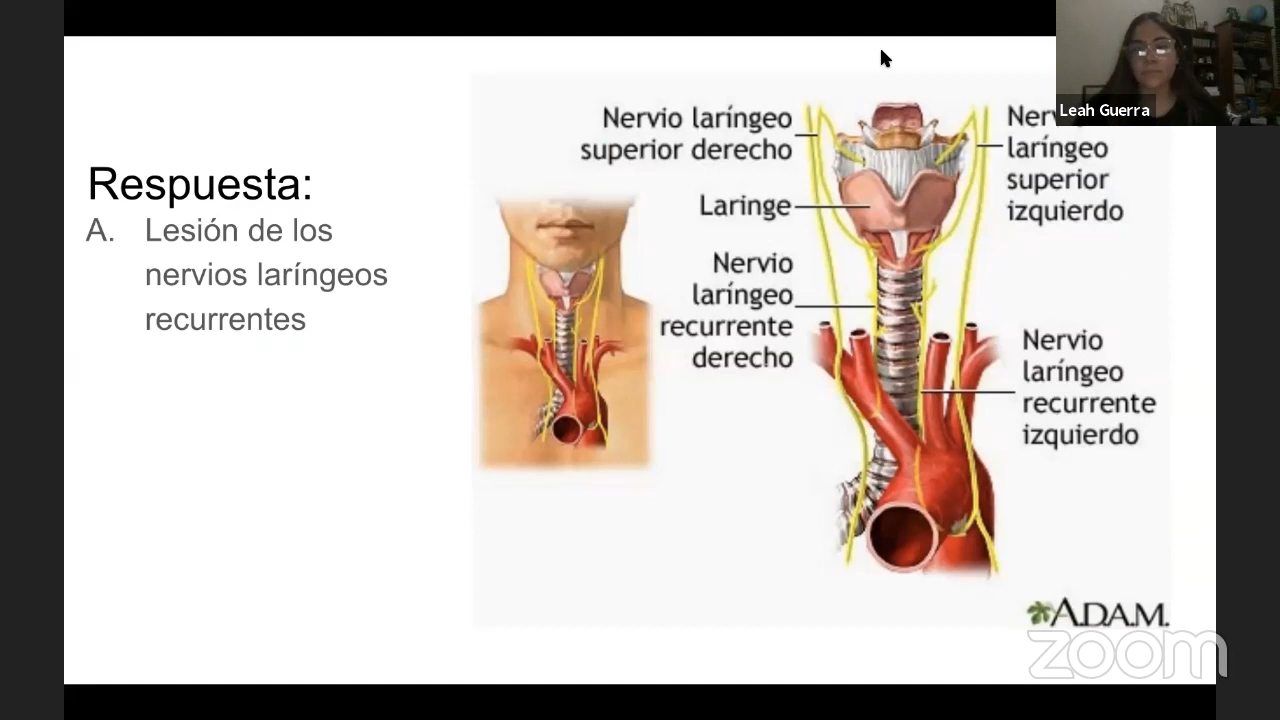 Respuesta:
A. Lesión de los
nervios laríngeos
recurrentes
Nervio laríngeo
superior derecho
Laringe
Nervio
laríngeo
recurrente
derecho
laríngeo
superior
izquierdo
Nervio
laríngeo
recurrente
izquierdo
A.D.A.M.
zoom
Leah Guerra